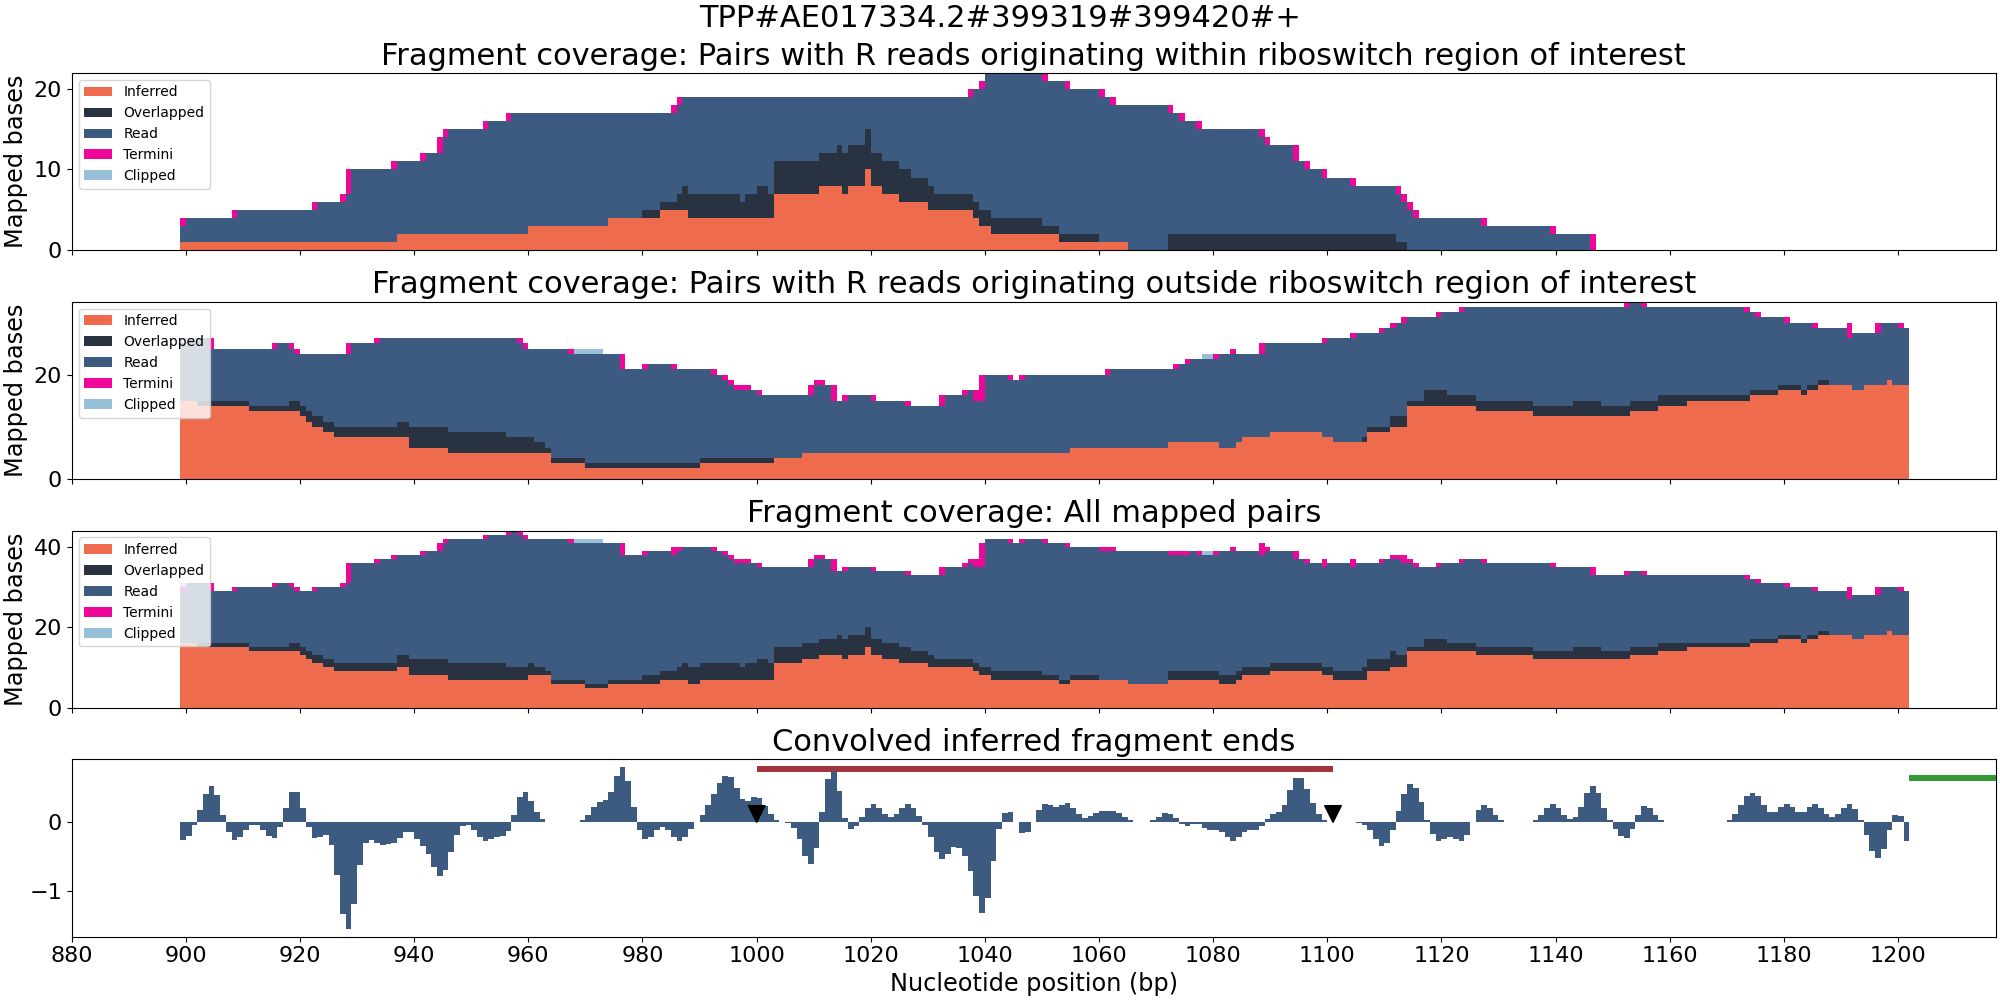 TPP#AE017334.2#399319#399420#+
Fragment coverage: Pairs with R reads originating within riboswitch region of interest
Mapped bases
20
10
0
Inferred
Overlapped
Read
Termini
Clipped
Fragment coverage: Pairs with R reads originating outside riboswitch region of interest
Mapped bases
20
0
Inferred
Overlapped
Read
Termini
Clipped
Fragment coverage: All mapped pairs
Mapped bases
40
20
0
Inferred
Overlapped
Read
Termini
Clipped
Convolved inferred fragment ends
0
−1
880 900 920 940 960 980 1000 1020 1040 1060 1080 1100 1120 1140 1160 1180 1200
Nucleotide position (bp)